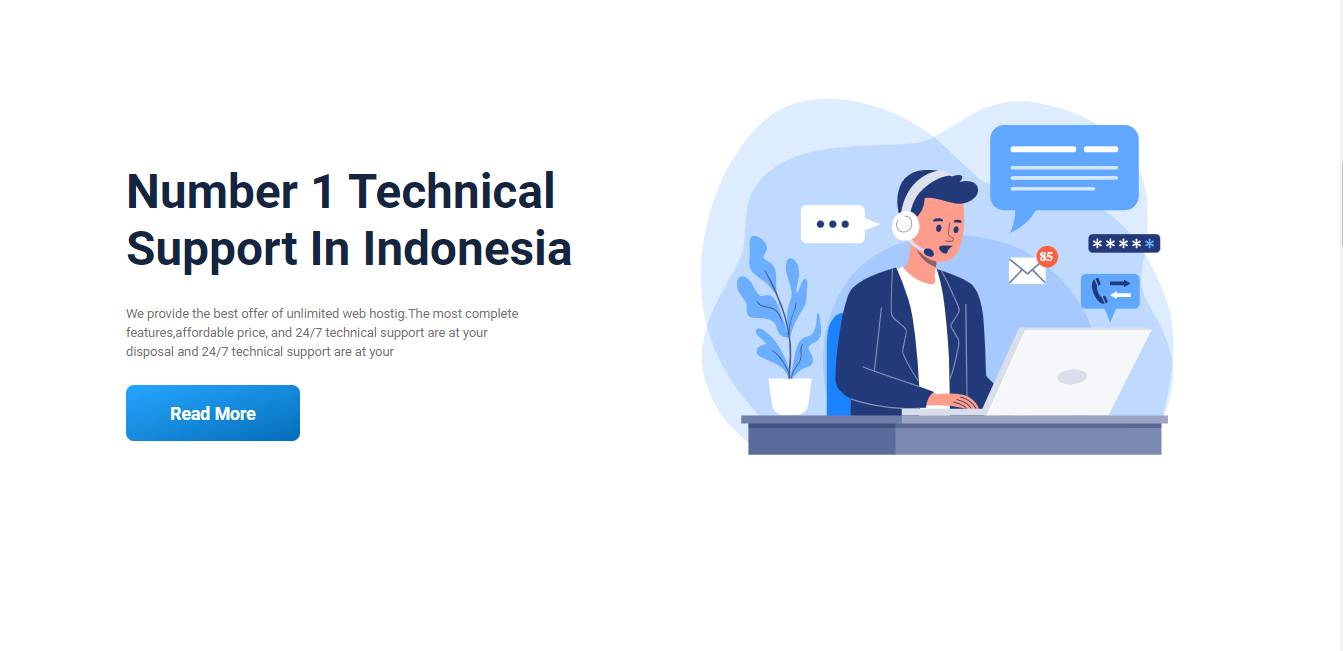 Number 1 Technical
Support In Indonesia
We provide the best offer of unlimited web hostig.The most complete
features,affordable price, and 24/7 technical support are at your
disposal and 24/7 technical support are at your
Read More
85
*****